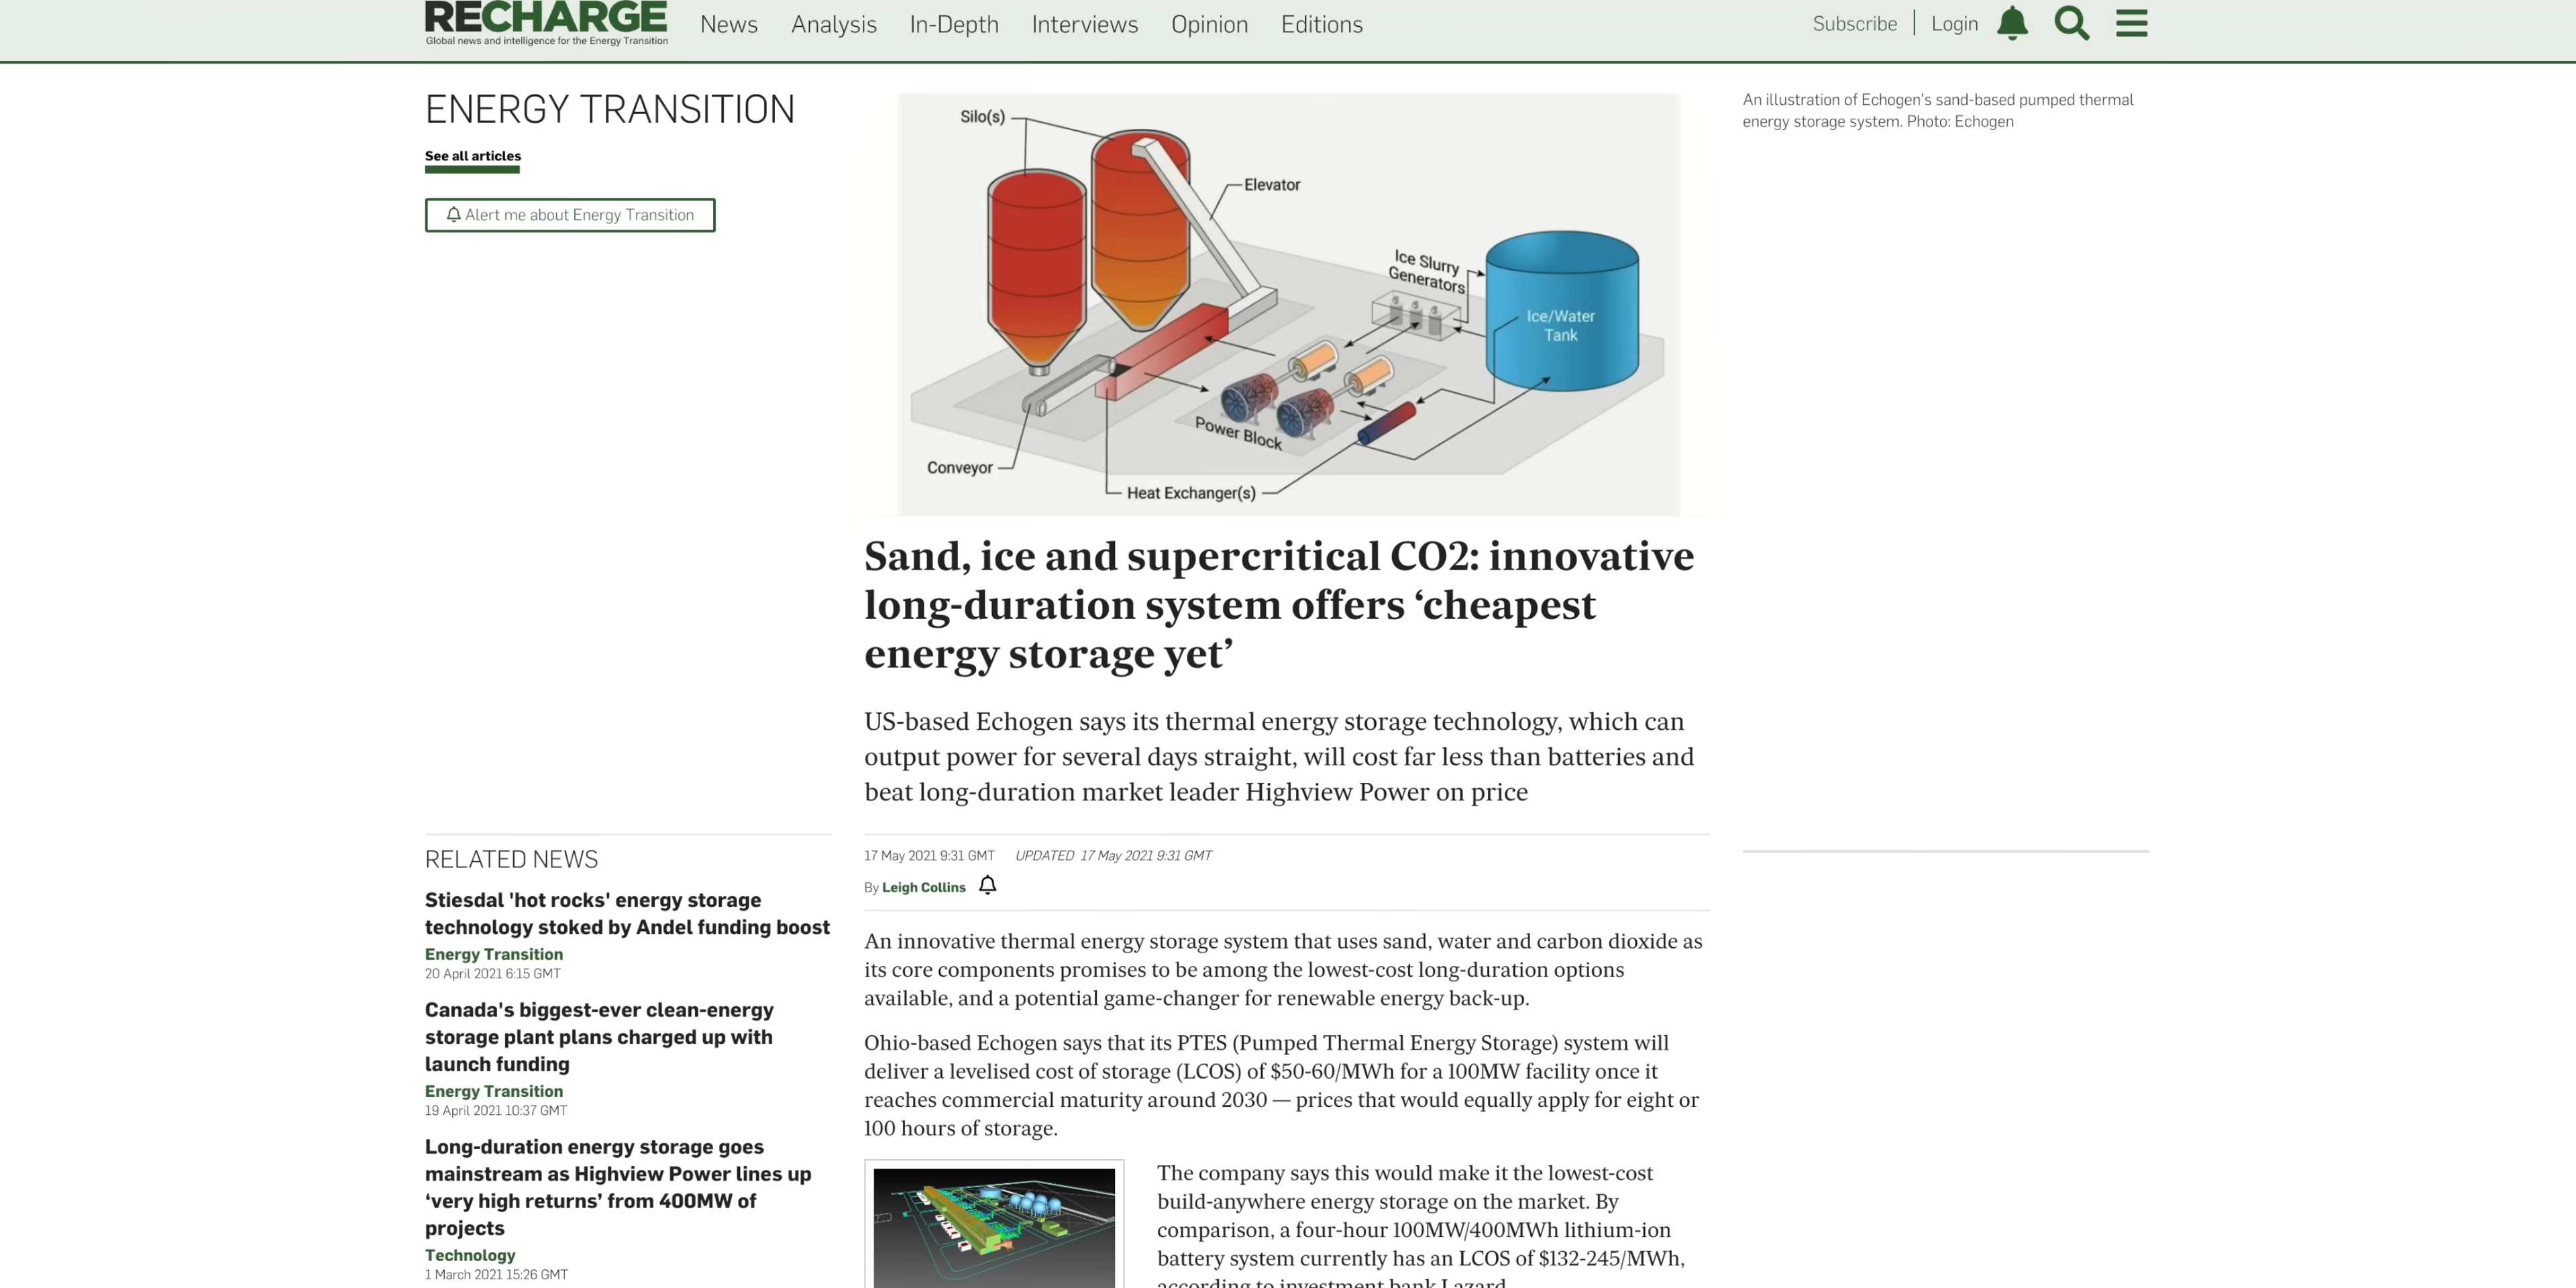 RECHARGE
Global news and intelligence for the Energy Transition
News
Analysis
In-Depth
Interviews
Opinion
Editions
Subscribe
Login
ENERGY TRANSITION
See all articles
Alert me about Energy Transition
Silo(s)
Elevator
Ice Slurry
Generators
Ice/Water
Tank
Power Block
Conveyor
Heat Exchanger(s)
An illustration of Echogen's sand-based pumped thermal
energy storage system. Photo: Echogen
Sand, ice and supercritical CO2: innovative
long-duration system offers ‘cheapest
energy storage yet’
US-based Echogen says its thermal energy storage technology, which can
output power for several days straight, will cost far less than batteries and
beat long-duration market leader Highview Power on price
17 May 2021 9:31 GMT UPDATED 17 May 2021 9:31 GMT
By Leigh Collins
An innovative thermal energy storage system that uses sand, water and carbon dioxide as
its core components promises to be among the lowest-cost long-duration options
available, and a potential game-changer for renewable energy back-up.
Ohio-based Echogen says that its PTES (Pumped Thermal Energy Storage) system will
deliver a levelised cost of storage (LCOS) of $50-60/MWh for a 100MW facility once it
reaches commercial maturity around 2030 — prices that would equally apply for eight or
100 hours of storage.
The company says this would make it the lowest-cost
build-anywhere energy storage on the market. By
comparison, a four-hour 100MW/400MWh lithium-ion
battery system currently has an LCOS of $132-245/MWh,
according to investment bank Lazard.
RELATED NEWS
Stiesdal 'hot rocks' energy storage
technology stoked by Andel funding boost
Energy Transition
20 April 2021 6:15 GMT
Canada's biggest-ever clean-energy
storage plant plans charged up with
launch funding
Energy Transition
19 April 2021 10:37 GMT
Long-duration energy storage goes
mainstream as Highview Power lines up
‘very high returns’ from 400MW of
projects
Technology
1 March 2021 15:26 GMT